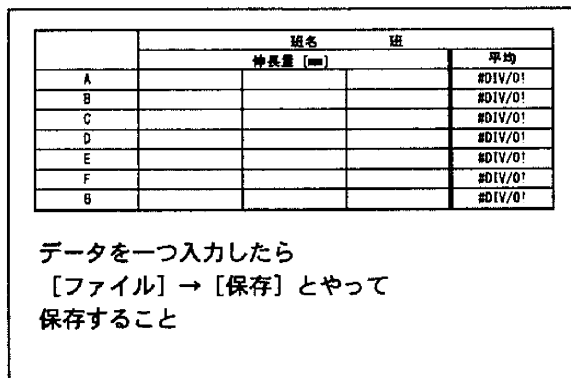 班名 班
伸長量 [mm] 平均
A #DIV/0!
B #DIV/0!
C #DIV/0!
D #DIV/0!
E #DIV/0!
F #DIV/0!
G #DIV/0!
データを一つ入力したら
[ファイル] → [保存] とやって
保存すること